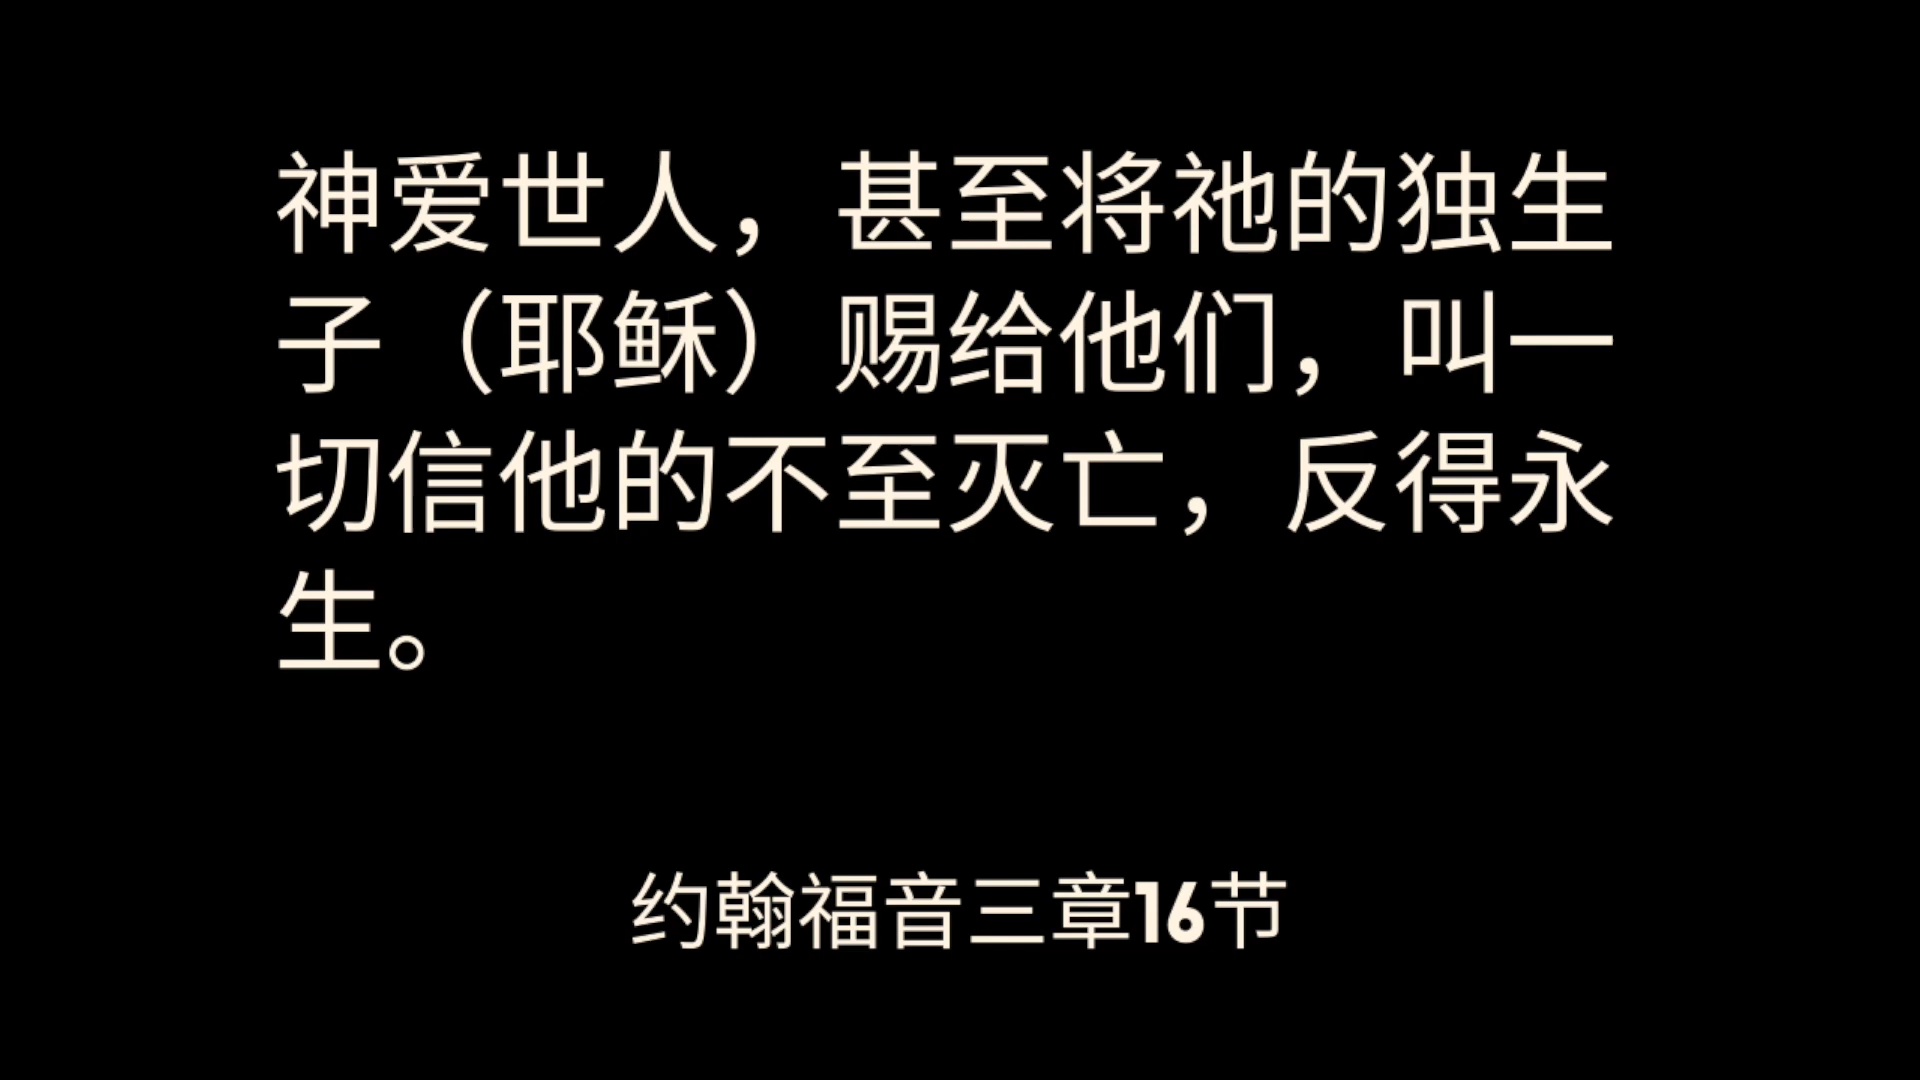 神爱世人，甚至将祂的独生
子（耶稣）赐给他们，叫一
切信他的不至灭亡，反得永
生。
约翰福音三章16节